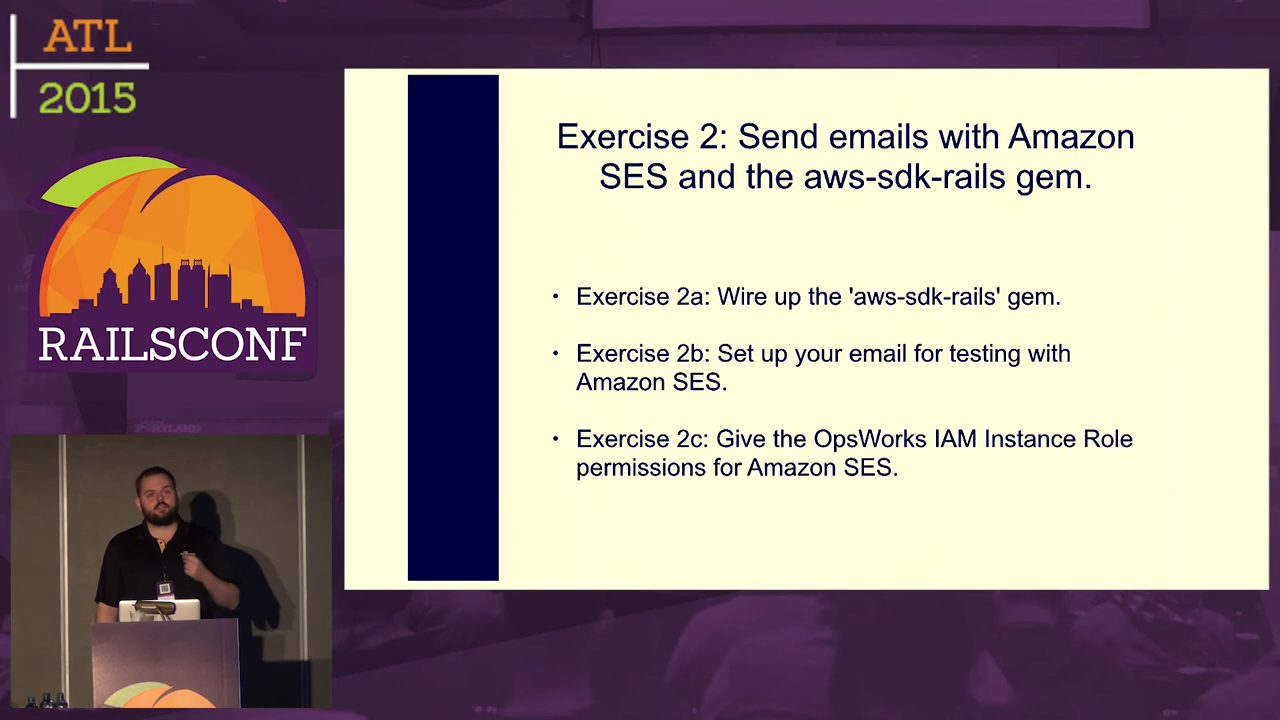 ATL
2015
RAILSCONF
Exercise 2: Send emails with Amazon
SES and the aws-sdk-rails gem.
• Exercise 2a: Wire up the 'aws-sdk-rails' gem.
• Exercise 2b: Set up your email for testing with
Amazon SES.
• Exercise 2c: Give the OpsWorks IAM Instance Role
permissions for Amazon SES.